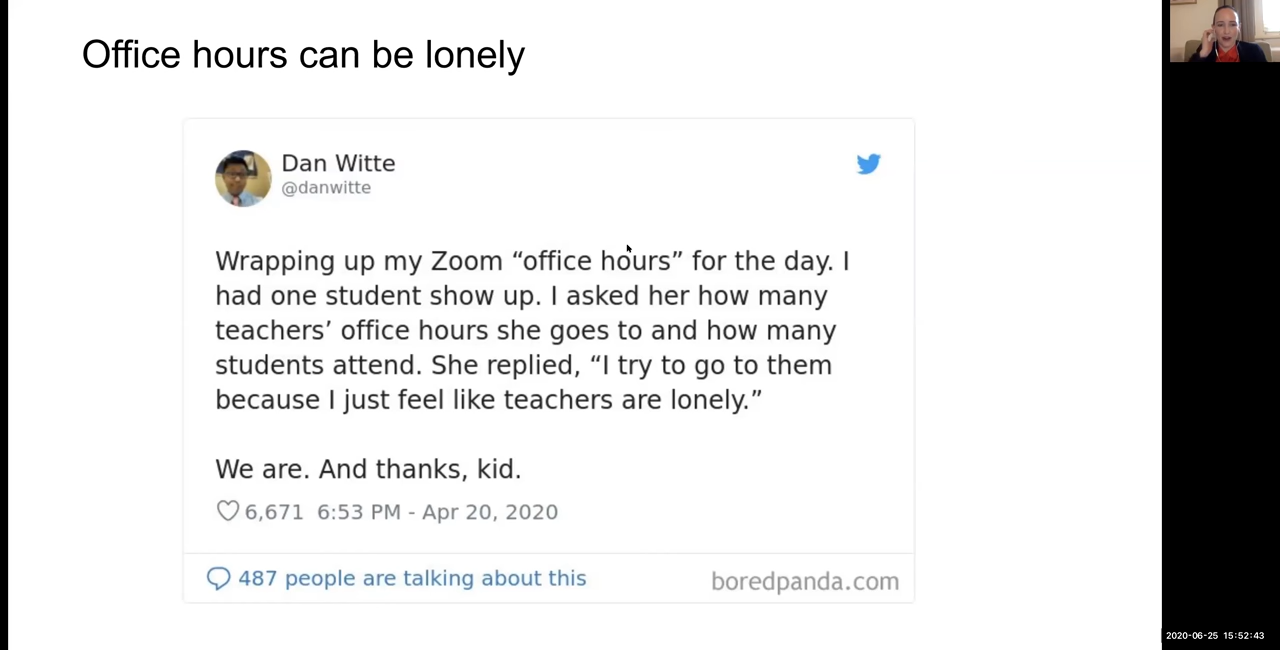 Office hours can be lonely
Dan Witte
@danwitte
Wrapping up my Zoom “office hours” for the day. I
had one student show up. I asked her how many
teachers’ office hours she goes to and how many
students attend. She replied, “I try to go to them
because I just feel like teachers are lonely.”
We are. And thanks, kid.
6,671 6:53 PM - Apr 20, 2020
487 people are talking about this
boredpanda.com
2020-06-25 15:52:43